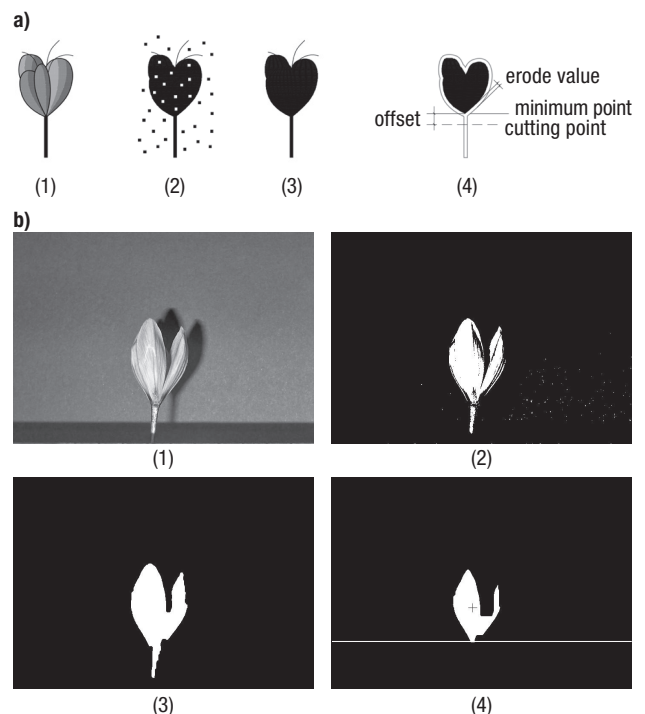 a)
erode value
minimum point
offset
cutting point
(1) (2) (3) (4)
b)
(1) (2)
(3) (4)